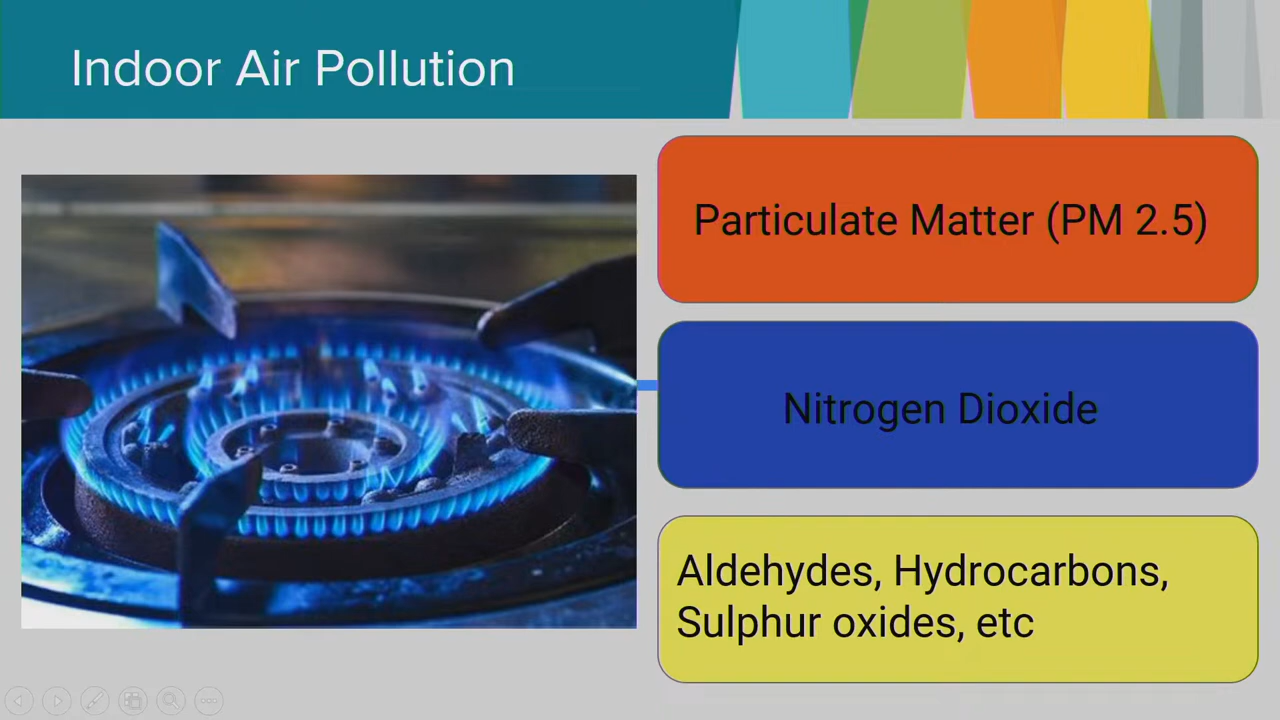 Indoor Air Pollution
Particulate Matter (PM 2.5)
Nitrogen Dioxide
Aldehydes, Hydrocarbons,
Sulphur oxides, etc